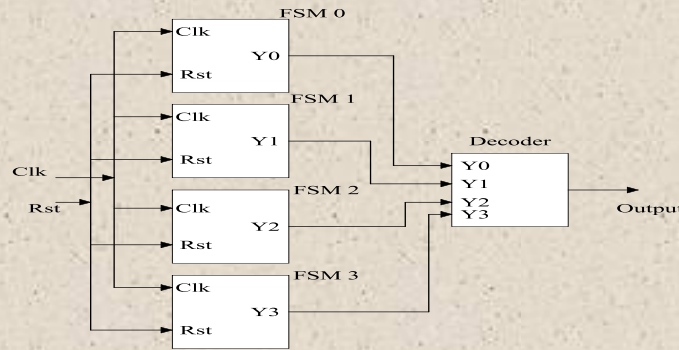 FSM 0
Clk
Y0
Rst
FSM 1
Clk
Y1
Rst
FSM 2
Clk
Y2
Rst
FSM 3
Clk
Y3
Rst
Clk
Rst
Decoder
Y0
Y1
Y2
Y3
Output